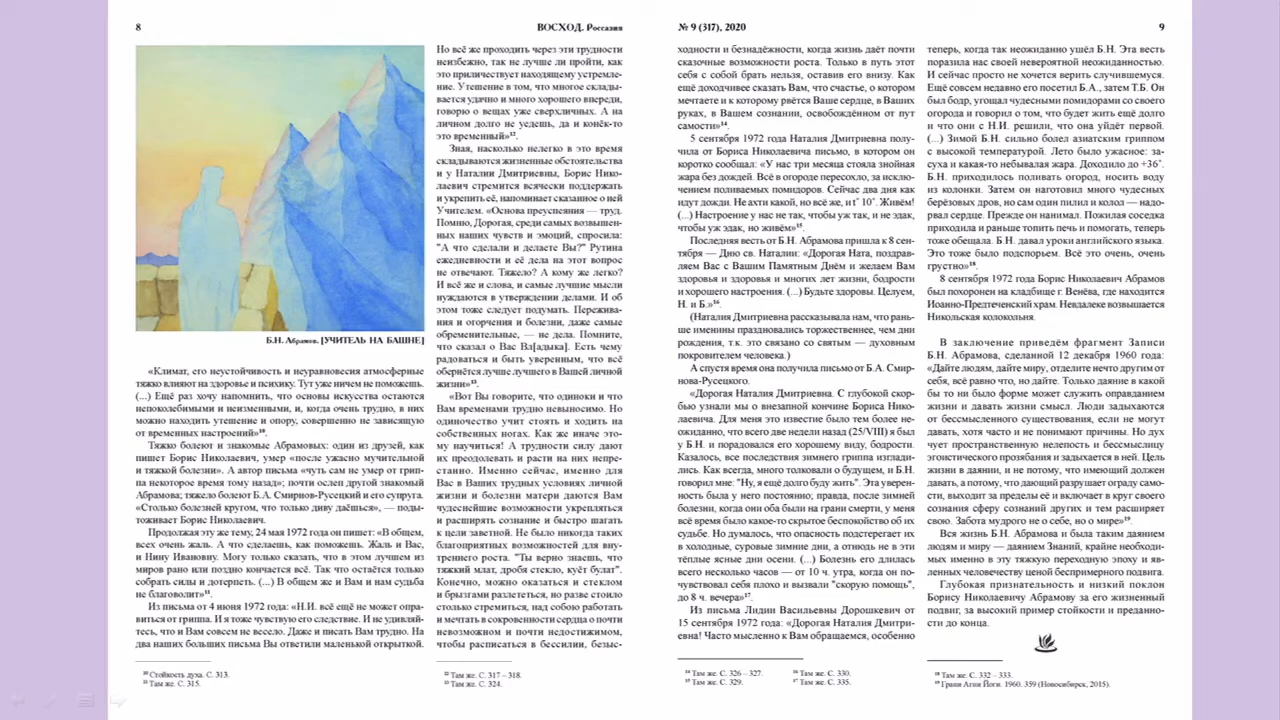 8
ВОСХОД. Россазия
Б.Н. Абрамов. [УЧИТЕЛЬ НА БАШНЕ]
«Климат, его неустойчивость и неуравновесия атмосферные
тяжко влияют на здоровье и психику. Тут уже ничем не поможешь.
(...) Ещё раз хочу напомнить, что основы искусства остаются
непоколебимыми и неизменными, и, когда очень трудно, в них
можно находить утешение и опору, совершенно не зависящую
от временных настроений»¹⁰.
Тяжко болеют и знакомые Абрамовых: один из друзей, как
пишет Борис Николаевич, умер «после ужасно мучительной
и тяжкой болезни». А автор письма «чуть сам не умер от грип-
па некоторое время тому назад»; почти ослеп другой знакомый
Абрамова; тяжело болеют Б.А. Смирнов-Русецкий и его супруга.
«Столько болезней кругом, что только диву даёшься», — поды-
тоживает Борис Николаевич.
Продолжая эту же тему, 24 мая 1972 года он пишет: «В общем,
всех очень жаль. А что сделаешь, как поможешь. Жаль и Вас,
и Нину Ивановну. Могу только сказать, что в этом лучшем из
миров рано или поздно кончается всё. Так что остаётся только
собрать силы и дотерпеть. (...) В общем же и Вам и нам судьба
не благоволит»¹¹.
Из письма от 4 июня 1972 года: «Н.И. всё ещё не может опра-
виться от гриппа. И я тоже чувствую его следствие. И не удивляй-
тесь, что и Вам совсем не весело. Даже и писать Вам трудно. На
два наших больших письма Вы ответили маленькой открыткой.
¹⁰ Стойкость духа. С. 313.
¹¹ Там же. С. 315.
Но всё же проходить через эти трудности
неизбежно, так не лучше ли пройти, как
это приличествует находящему устремле-
ние. Утешение в том, что многое склады-
вается удачно и много хорошего впереди,
говорю о вещах уже сверхличных. А на
личном долго не уедешь, да и конёк-то
это временный»¹².
Зная, насколько нелегко в это время
складываются жизненные обстоятельства
и у Наталии Дмитриевны, Борис Нико-
лаевич стремится всячески поддержать
и укрепить её, напоминает сказанное о ней
Учителем. «Основа преуспеяния — труд.
Помню, Дорогая, среди самых возвышен-
ных наших чувств и эмоций, спросила:
"А что сделали и делаете Вы?" Рутина
ежедневности и её дела на этот вопрос
не отвечают. Тяжело? А кому же легко?
И всё же и слова, и самые лучшие мысли
нуждаются в утверждении делами. И об
этом тоже следует подумать. Пережива-
ния и огорчения и болезни, даже самые
обременительные, — не дела. Помните,
что сказал о Вас Вл[адыка]. Есть чему
радоваться и быть уверенным, что всё
обернётся лучше лучшего в Вашей личной
жизни»¹³.
«Вот Вы говорите, что одиноки и что
Вам временами трудно невыносимо. Но
одиночество учит стоять и ходить на
собственных ногах. Как же иначе это-
му научиться! А трудности силу дают
их преодолевать и расти на них непре-
станно. Именно сейчас, именно для
Вас в Ваших трудных условиях личной
жизни и болезни матери даются Вам
чудеснейшие возможности укрепляться
и расширять сознание и быстро шагать
к цели заветной. Не было никогда таких
благоприятных возможностей для вну-
треннего роста. "Ты верно знаешь, что
тяжкий млат, дробя стекло, куёт булат".
Конечно, можно оказаться и стеклом
и брызгами разлететься, но разве стоило
столько стремиться, над собою работать
и мечтать в сокровенности сердца о почти
невозможном и почти недостижимом,
чтобы расписаться в бессилии, безыс-
¹² Там же. С. 317 – 318.
¹³ Там же. С. 324.
№ 9 (317), 2020
9
ходности и безнадёжности, когда жизнь даёт почти
сказочные возможности роста. Только в путь этот
себя с собой брать нельзя, оставив его внизу. Как
ещё доходчивее сказать Вам, что счастье, о котором
мечтаете и к которому рвётся Ваше сердце, в Ваших
руках, в Вашем сознании, освобождённом от пут
самости»¹⁴.
5 сентября 1972 года Наталия Дмитриевна полу-
чила от Бориса Николаевича письмо, в котором он
коротко сообщал: «У нас три месяца стояла знойная
жара без дождей. Всё в огороде пересохло, за исклю-
чением поливаемых помидоров. Сейчас два дня как
идут дожди. Не ахти какой, но всё же, и t° 10°. Живём!
(...) Настроение у нас не так, чтобы уж так, и не эдак,
чтобы уж эдак, но живём»¹⁵.
Последняя весть от Б.Н. Абрамова пришла к 8 сен-
тября — Дню св. Наталии: «Дорогая Ната, поздрав-
ляем Вас с Вашим Памятным Днём и желаем Вам
здоровья и здоровья и многих лет жизни, бодрости
и хорошего настроения. (...) Будьте здоровы. Целуем,
Н. и Б.»¹⁶.
(Наталия Дмитриевна рассказывала нам, что рань-
ше именины праздновались торжественнее, чем дни
рождения, т.к. это связано со святым — духовным
покровителем человека.)
А спустя время она получила письмо от Б.А. Смир-
нова-Русецкого.
«Дорогая Наталия Дмитриевна. С глубокой скор-
бью узнали мы о внезапной кончине Бориса Нико-
лаевича. Для меня это известие было тем более не-
ожиданно, что всего две недели назад (25/VIII) я был
у Б.Н. и порадовался его хорошему виду, бодрости.
Казалось, все последствия зимнего гриппа изглади-
лись. Как всегда, много толковали о будущем, и Б.Н.
говорил мне: "Ну, я ещё долго буду жить". Эта уверен-
ность была у него постоянно; правда, после зимней
болезни, когда они оба были на грани смерти, у меня
всё время было какое-то скрытое беспокойство об их
судьбе. Но думалось, что опасность подстерегает их
в холодные, суровые зимние дни, а отнюдь не в эти
тёплые ясные дни осени. (...) Болезнь его длилась
всего несколько часов — от 10 ч. утра, когда он по-
чувствовал себя плохо и вызвали "скорую помощь",
до 8 ч. вечера»¹⁷.
Из письма Лидии Васильевны Дорошкевич от
15 сентября 1972 года: «Дорогая Наталия Дмитри-
евна! Часто мысленно к Вам обращаемся, особенно
¹⁴ Там же. С. 326 – 327.
¹⁵ Там же. С. 329.
¹⁶ Там же. С. 330.
¹⁷ Там же. С. 335.
теперь, когда так неожиданно ушёл Б.Н. Эта весть
поразила нас своей невероятной неожиданностью.
И сейчас просто не хочется верить случившемуся.
Ещё совсем недавно его посетил Б.А., затем Т.Б. Он
был бодр, угощал чудесными помидорами со своего
огорода и говорил о том, что будет жить ещё долго
и что они с Н.И. решили, что она уйдёт первой.
(...) Зимой Б.Н. сильно болел азиатским гриппом
с высокой температурой. Лето было ужасное: за-
суха и какая-то небывалая жара. Доходило до +36°.
Б.Н. приходилось поливать огород, носить воду
из колонки. Затем он наготовил много чудесных
берёзовых дров, но сам один пилил и колол — надо-
рвал сердце. Прежде он нанимал. Пожилая соседка
приходила и раньше топить печь и помогать, теперь
тоже обещала. Б.Н. давал уроки английского языка.
Это тоже было подспорьем. Всё это очень, очень
грустно»¹⁸.
8 сентября 1972 года Борис Николаевич Абрамов
был похоронен на кладбище г. Венёва, где находится
Иоанно-Предтеченский храм. Невдалеке возвышается
Никольская колокольня.
В заключение приведём фрагмент Записи
Б.Н. Абрамова, сделанной 12 декабря 1960 года:
«Дайте людям, дайте миру, отделите нечто другим от
себя, всё равно что, но дайте. Только даяние в какой
бы то ни было форме может служить оправданием
жизни и давать жизни смысл. Люди задыхаются
от бессмысленного существования, если не могут
давать, хотя часто и не понимают причины. Но дух
чует пространственную нелепость и бессмыслицу
эгоистического прозябания и задыхается в ней. Цель
жизни в даянии, и не потому, что имеющий должен
давать, а потому, что дающий разрушает ограду само-
сти, выходит за пределы её и включает в круг своего
сознания сферу сознаний других и тем расширяет
свою. Забота мудрого не о себе, но о мире»¹⁹.
Вся жизнь Б.Н. Абрамова и была таким даянием
людям и миру — даянием Знаний, крайне необходи-
мых именно в эту тяжкую переходную эпоху и яв-
ленных человечеству ценой беспримерного подвига.
Глубокая признательность и низкий поклон
Борису Николаевичу Абрамову за его жизненный
подвиг, за высокий пример стойкости и преданно-
сти до конца.
¹⁸ Там же. С. 332 – 333.
¹⁹ Грани Агни Йоги. 1960. 359 (Новосибирск, 2015).